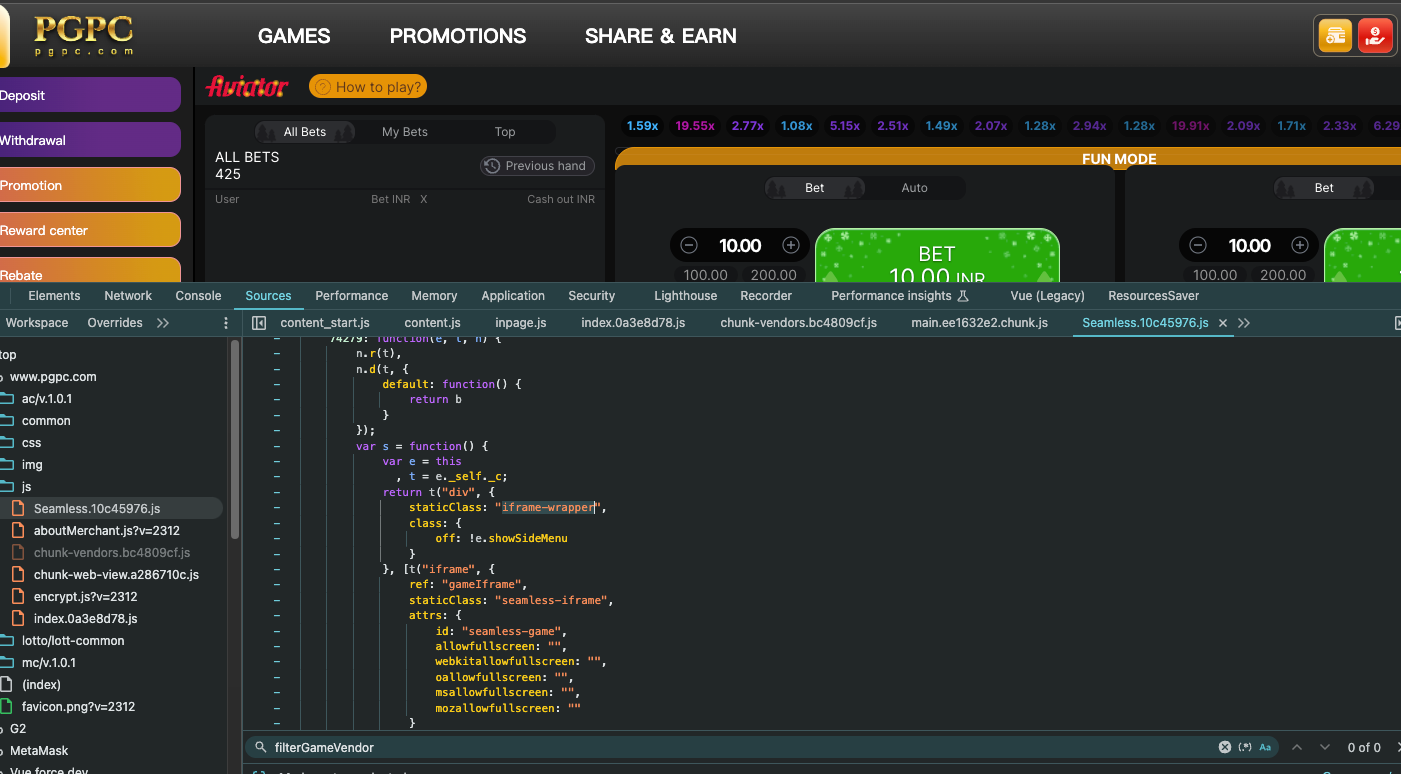 PGPC
pgpc.com
GAMES PROMOTIONS SHARE & EARN
Deposit
Withdrawal
Promotion
Reward center
Rebate
Aviator How to play?
All Bets My Bets Top
ALL BETS
425
Previous hand
User Bet INR X Cash out INR
1.59x 19.55x 2.77x 1.08x 5.15x 2.51x 1.49x 2.07x 1.28x 2.94x 1.28x 19.91x 2.09x 1.71x 2.33x 6.29
FUN MODE
Bet Auto Bet
10.00 BET 10.00
10.00 INR
100.00 200.00 100.00 200.00
Elements Network Console Sources Performance Memory Application Security Lighthouse Recorder Performance insights Vue (Legacy) ResourcesSaver
Workspace Overrides
content_start.js content.js inpage.js index.0a3e8d78.js chunk-vendors.bc4809cf.js main.ee1632e2.chunk.js Seamless.10c45976.js
top
www.pgpc.com
ac/v.1.0.1
common
css
img
js
Seamless.10c45976.js
aboutMerchant.js?v=2312
chunk-vendors.bc4809cf.js
chunk-web-view.a286710c.js
encrypt.js?v=2312
index.0a3e8d78.js
lotto/lott-common
mc/v.1.0.1
(index)
favicon.png?v=2312
G2
MetaMask
Vue force dev
74279: function(e, t, n) {
n.r(t),
n.d(t, {
default: function() {
return b
}
});
var s = function() {
var e = this
, t = e._self._c;
return t("div", {
staticClass: "iframe-wrapper",
class: {
off: !e.showSideMenu
}
}, [t("iframe", {
ref: "gameIframe",
staticClass: "seamless-iframe",
attrs: {
id: "seamless-game",
allowfullscreen: "",
webkitallowfullscreen: "",
oallowfullscreen: "",
msallowfullscreen: "",
mozallowfullscreen: ""
}
filterGameVendor (.*) Aa 0 of 0